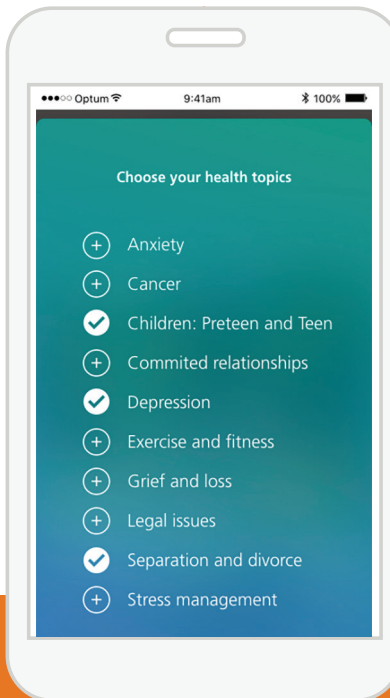 Optum 9:41am 100%
Choose your health topics
Anxiety
Cancer
Children: Preteen and Teen
Commited relationships
Depression
Exercise and fitness
Grief and loss
Legal issues
Separation and divorce
Stress management